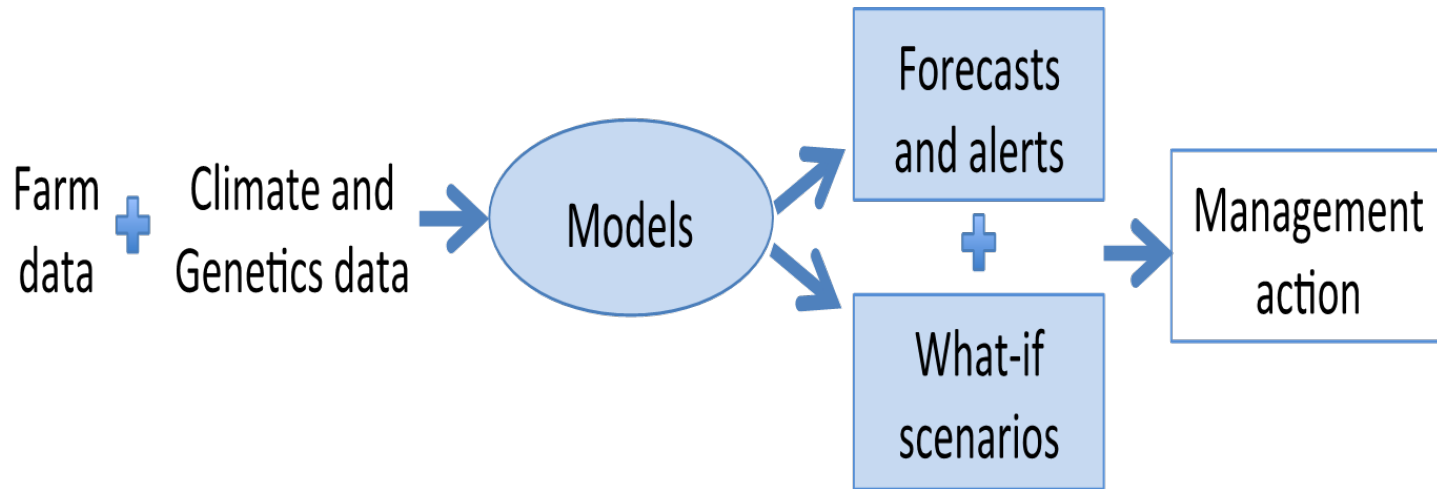 Farm
data
Climate and
Genetics data
Models
Forecasts
and alerts
What-if
scenarios
Management
action